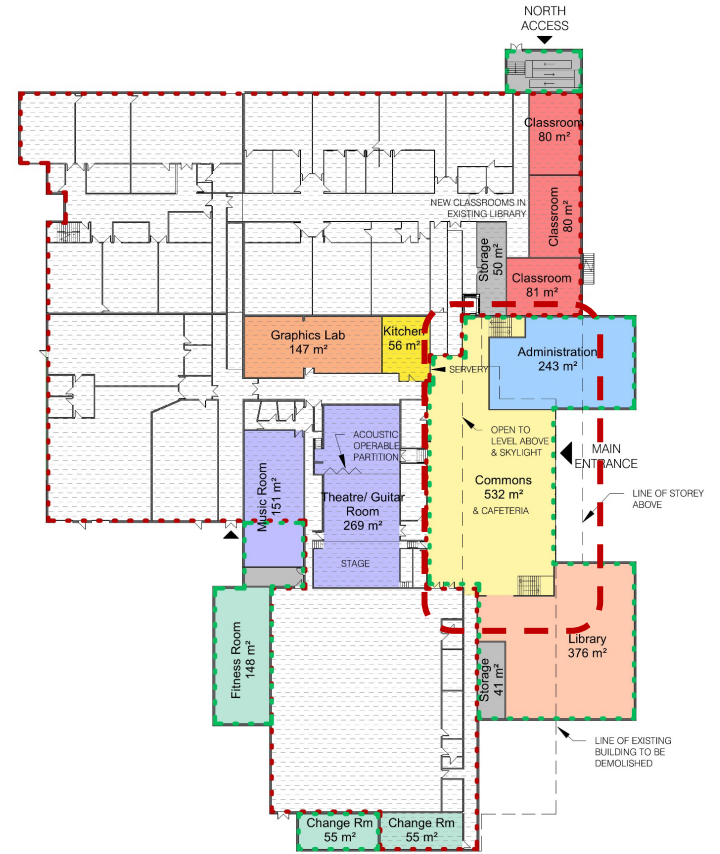 NORTH
ACCESS
Classroom
80 m²
Classroom
80 m²
NEW CLASSROOMS IN
EXISTING LIBRARY
Storage
50 m²
Classroom
81 m²
Graphics Lab
147 m²
Kitchen
56 m²
Administration
243 m²
SERVERY
ACOUSTIC
OPERABLE
PARTITION
OPEN TO
LEVEL ABOVE
& SKYLIGHT
MAIN
ENTRANCE
Music Room
151 m²
Theatre/ Guitar
Room
269 m²
Commons
532 m²
& CAFETERIA
LINE OF STOREY
ABOVE
STAGE
Fitness Room
148 m²
Library
376 m²
Storage
41 m²
LINE OF EXISTING
BUILDING TO BE
DEMOLISHED
Change Rm
55 m²
Change Rm
55 m²